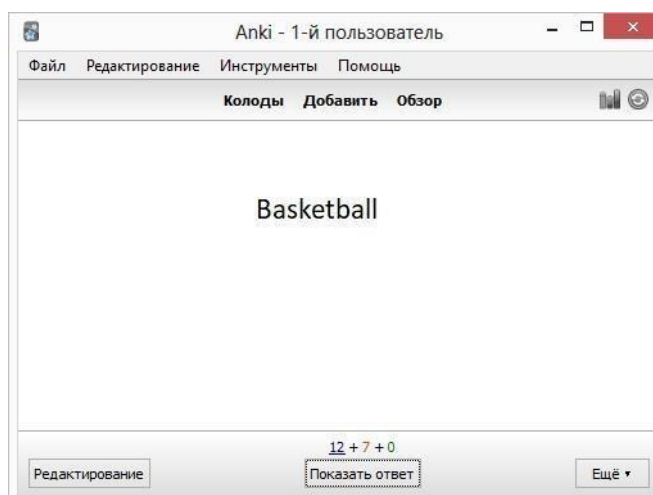 Anki - 1-й пользователь
Файл Редактирование Инструменты Помощь
Колоды Добавить Обзор
Basketball
12 + 7 + 0
Редактирование Показать ответ Ещё ▾